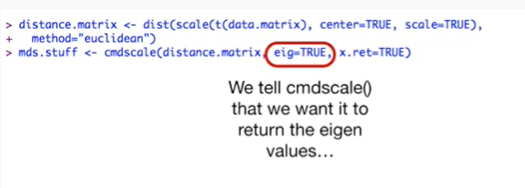 > distance.matrix <- dist(scale(t(data.matrix), center=TRUE, scale=TRUE),
+   method="euclidean")
> mds.stuff <- cmdscale(distance.matrix, eig=TRUE, x.ret=TRUE)
We tell cmdscale()
that we want it to
return the eigen
values...